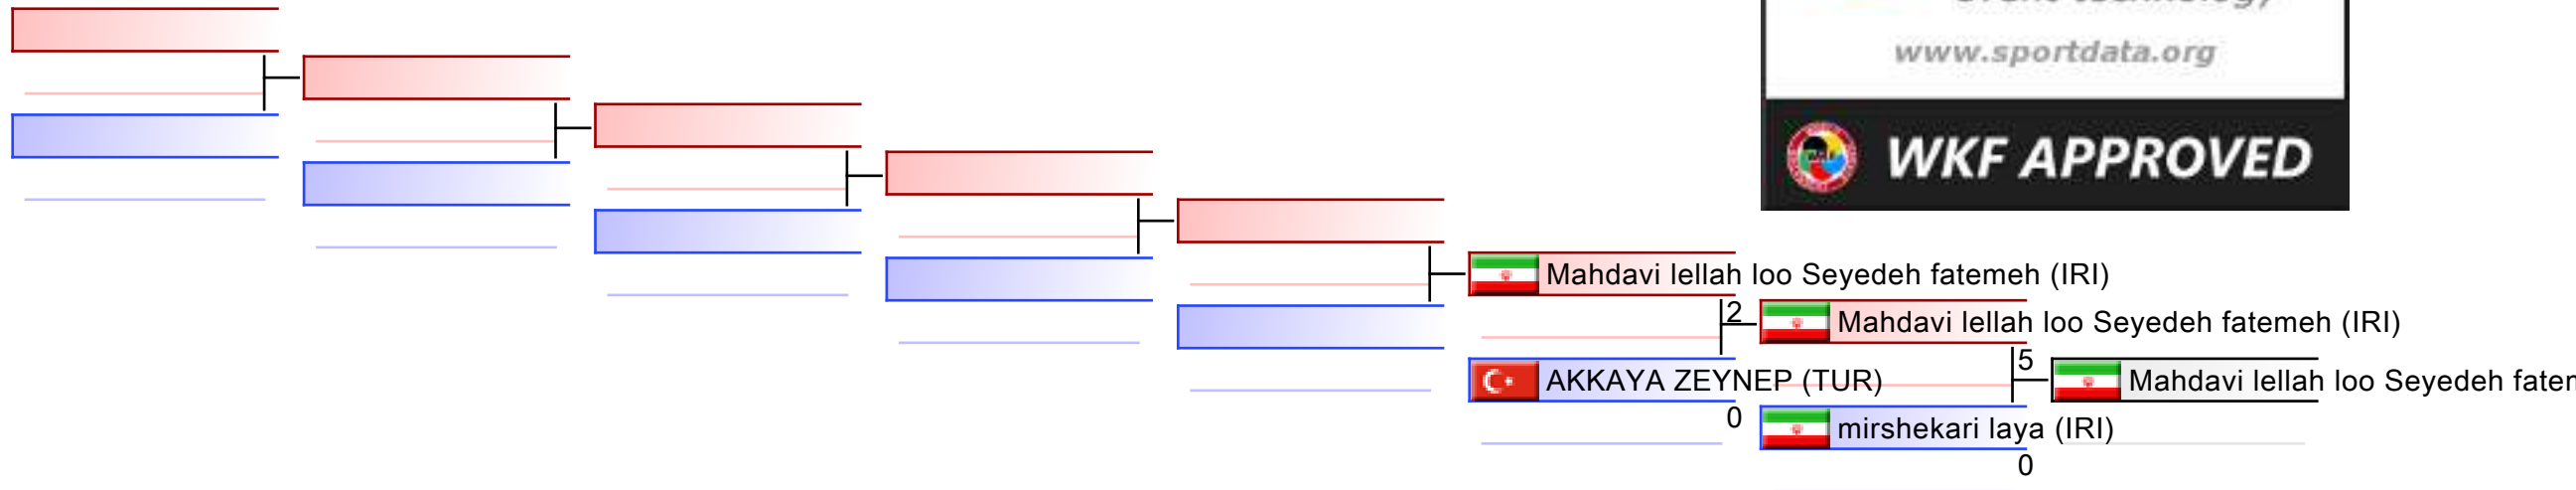 www.sportdata.org
WKF APPROVED
Mahdavi lellah loo Seyedeh fatemeh (IRI)
2
Mahdavi lellah loo Seyedeh fatemeh (IRI)
5
AKKAYA ZEYNEP (TUR)
Mahdavi lellah loo Seyedeh
0
mirshekari laya (IRI)
0